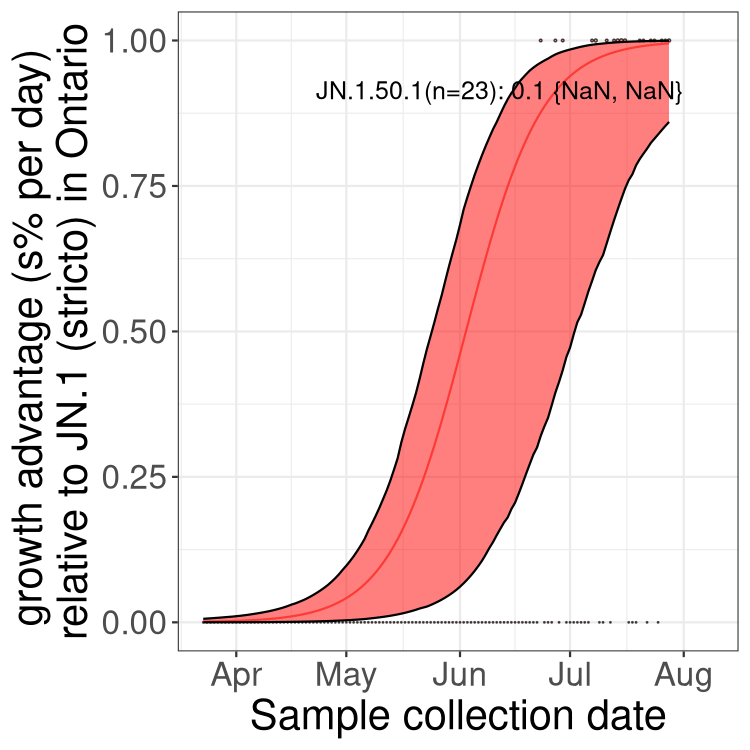 growth advantage (s% per day)
relative to JN.1 (stricto) in Ontario
1.00
0.75
0.50
0.25
0.00
JN.1.50.1(n=23): 0.1 {NaN, NaN}
Apr May Jun Jul Aug
Sample collection date